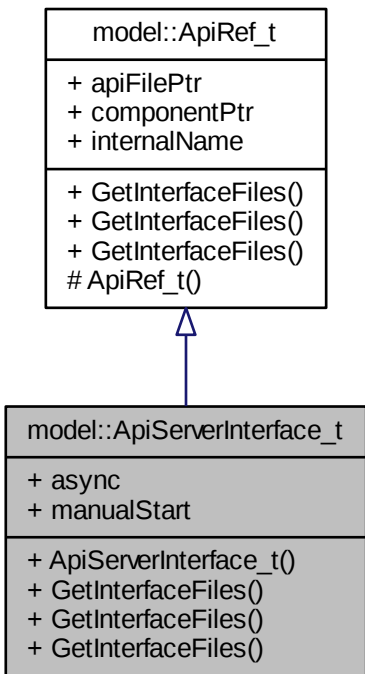 model::ApiRef_t
+ apiFilePtr
+ componentPtr
+ internalName
+ GetInterfaceFiles()
+ GetInterfaceFiles()
+ GetInterfaceFiles()
# ApiRef_t()
model::ApiServerInterface_t
+ async
+ manualStart
+ ApiServerInterface_t()
+ GetInterfaceFiles()
+ GetInterfaceFiles()
+ GetInterfaceFiles()